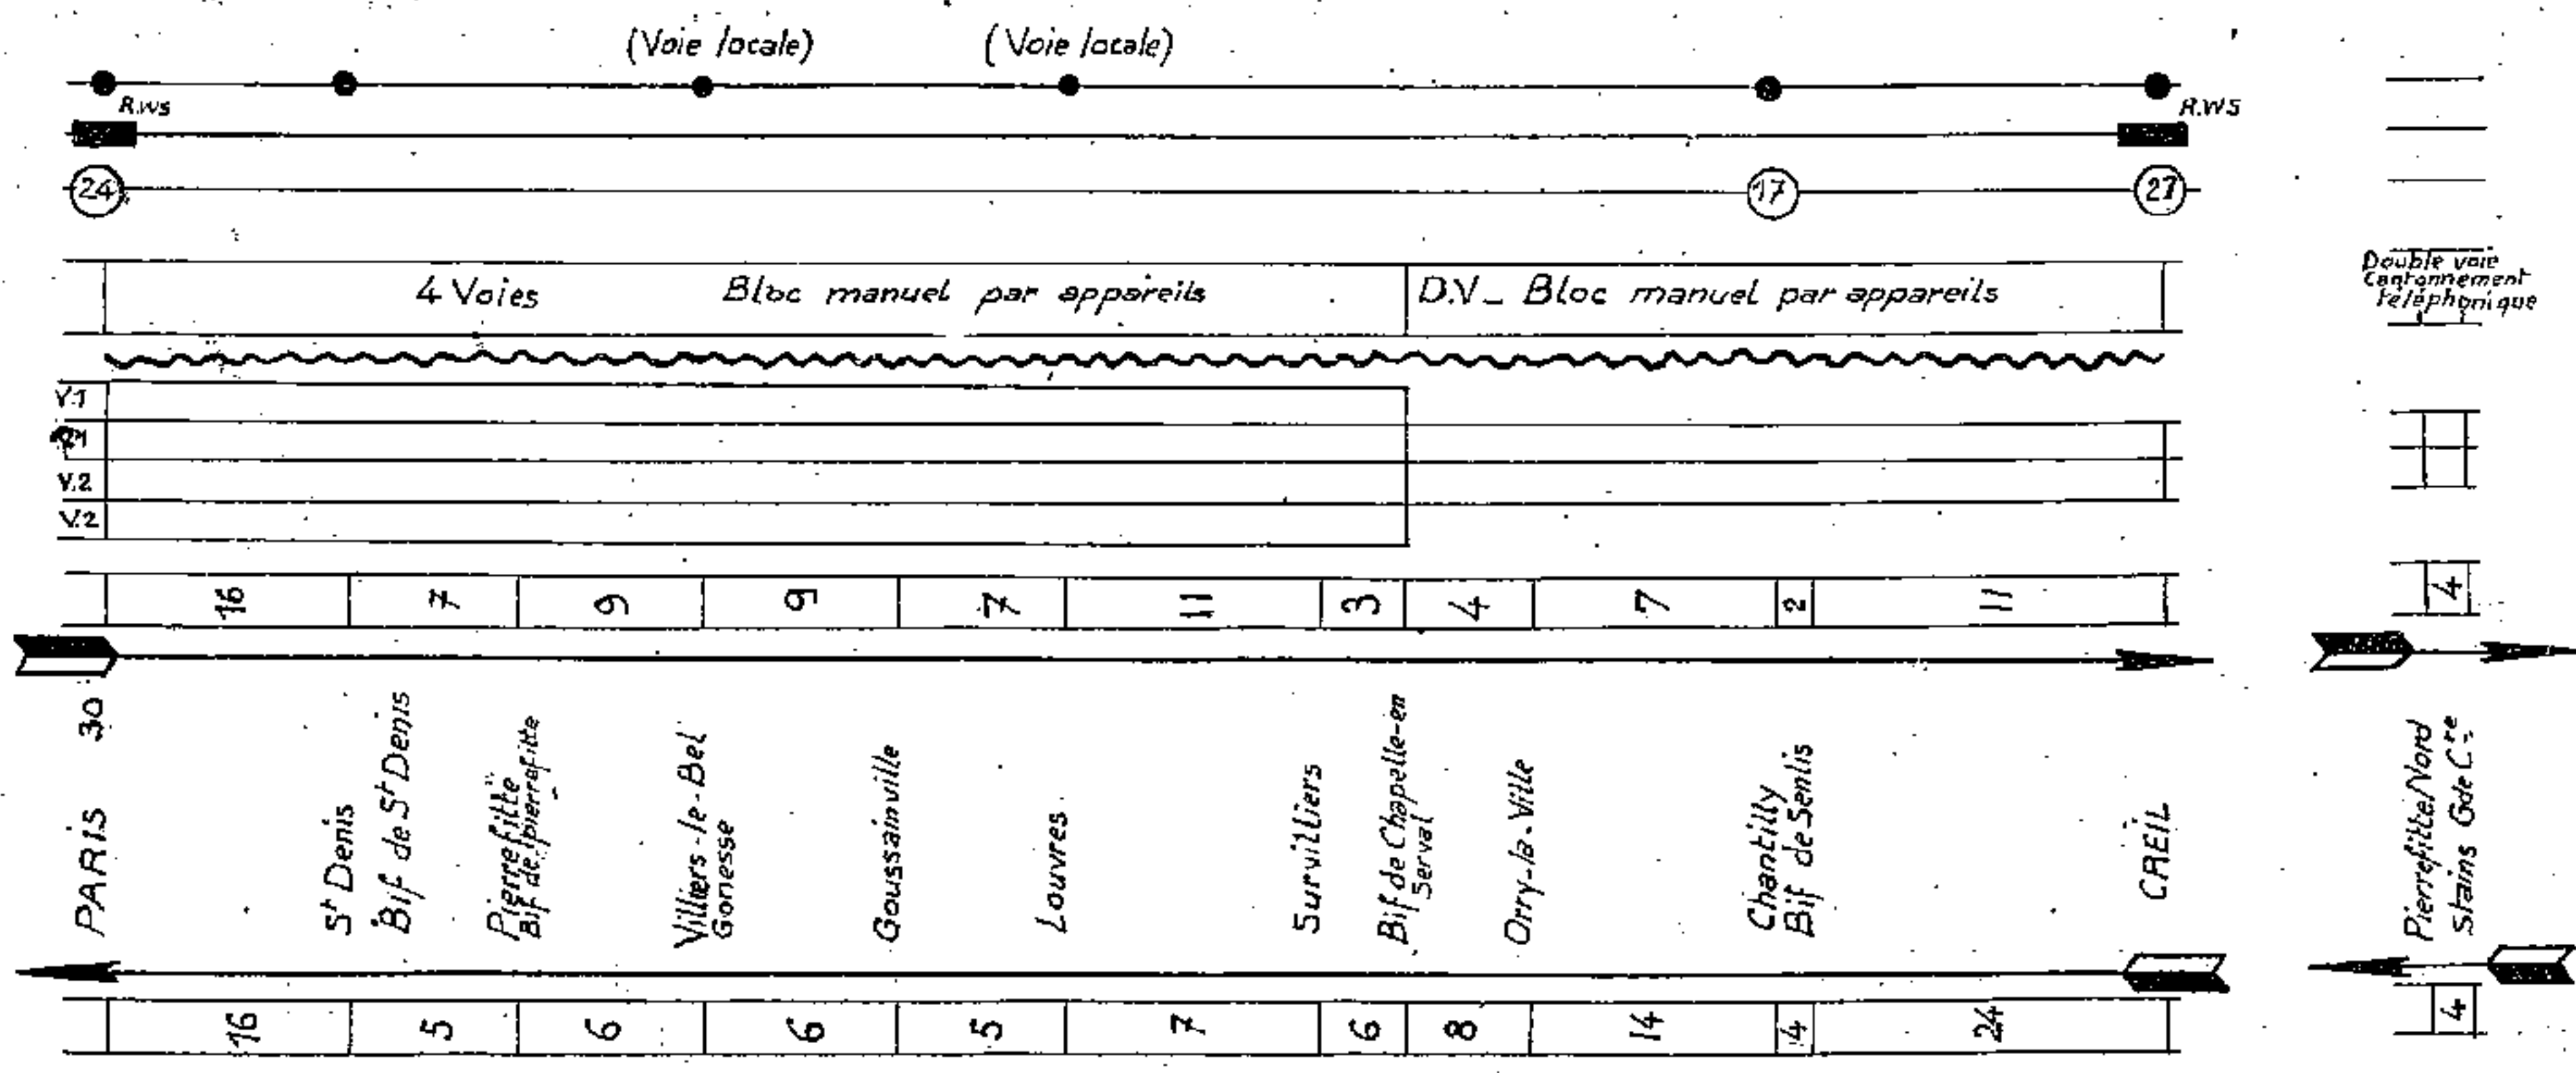 (Voie locale)
(Voie locale)
R.WS
R.WS
24
17
27
4 Voies
Bloc manuel par appareils
D.V_ Bloc manuel par appareils
Double voie
Cantonnement
téléphonique
V.1
V.2
V.2
16
7
9
9
7
11
3
4
7
2
11
4
PARIS 30
St Denis
Bif de St Denis
Pierrefitte
Bif de pierrefitte
Villiers-le-Bel
Gonesse
Goussainville
Louvres
Survilliers
Bif de Chapelle-en
Serval
Orry-la-Ville
Chantilly
Bif de Senlis
CREIL
Pierrefitte Nord
Stains Gde Cre
16
5
6
6
5
7
6
8
14
4
24
4